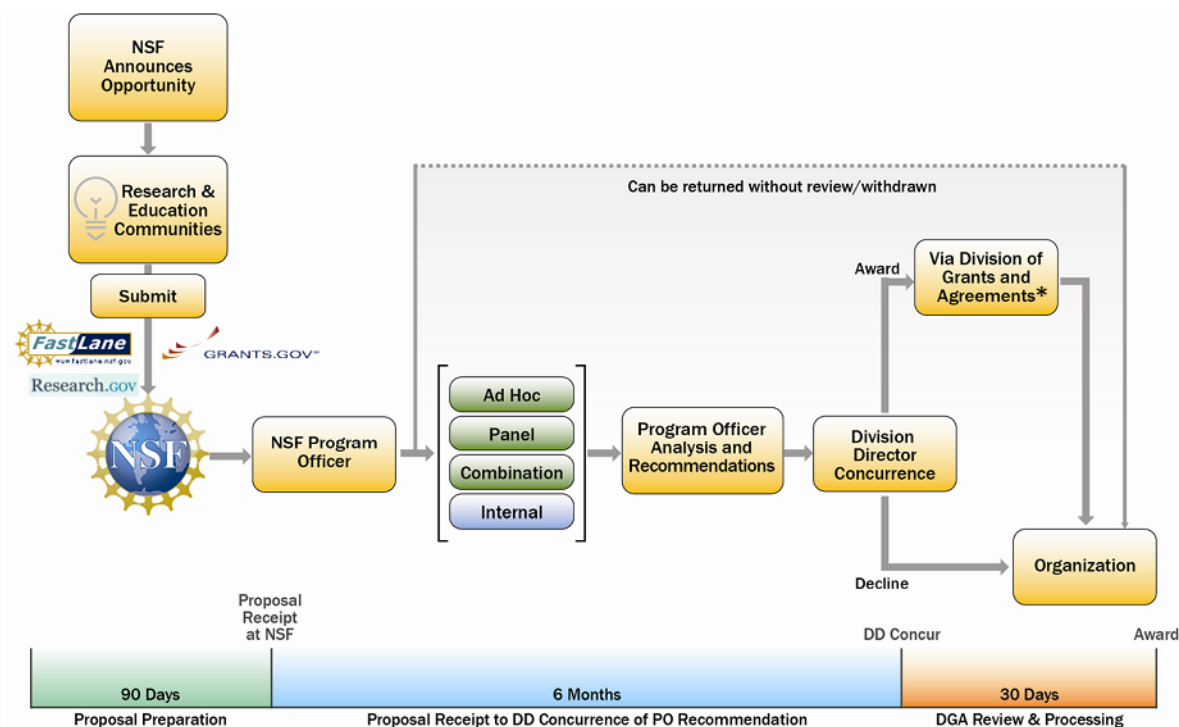 NSF
Announces
Opportunity
Research &
Education
Communities
Submit
FastLane
www.fastlane.nsf.gov
GRANTS.GOV℠
Research.gov
NSF
NSF Program
Officer
Can be returned without review/withdrawn
Ad Hoc
Panel
Combination
Internal
Program Officer
Analysis and
Recommendations
Division
Director
Concurrence
Award
Via Division of
Grants and
Agreements*
Decline
Organization
Proposal
Receipt
at NSF
DD Concur
Award
90 Days
6 Months
30 Days
Proposal Preparation
Proposal Receipt to DD Concurrence of PO Recommendation
DGA Review & Processing